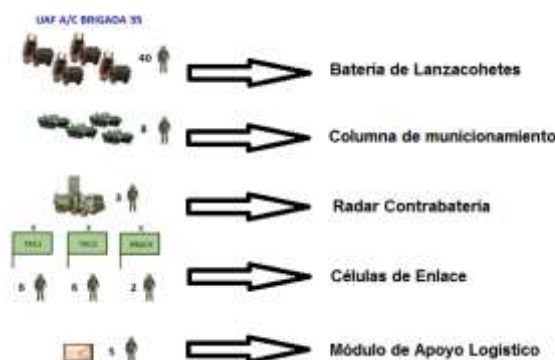 UAF A/C BRIGADA 35
40
Batería de Lanzacohetes
8
Columna de municionamiento
3
Radar Contrabatería
X X X
6 6 2
Células de Enlace
5
Módulo de Apoyo Logístico